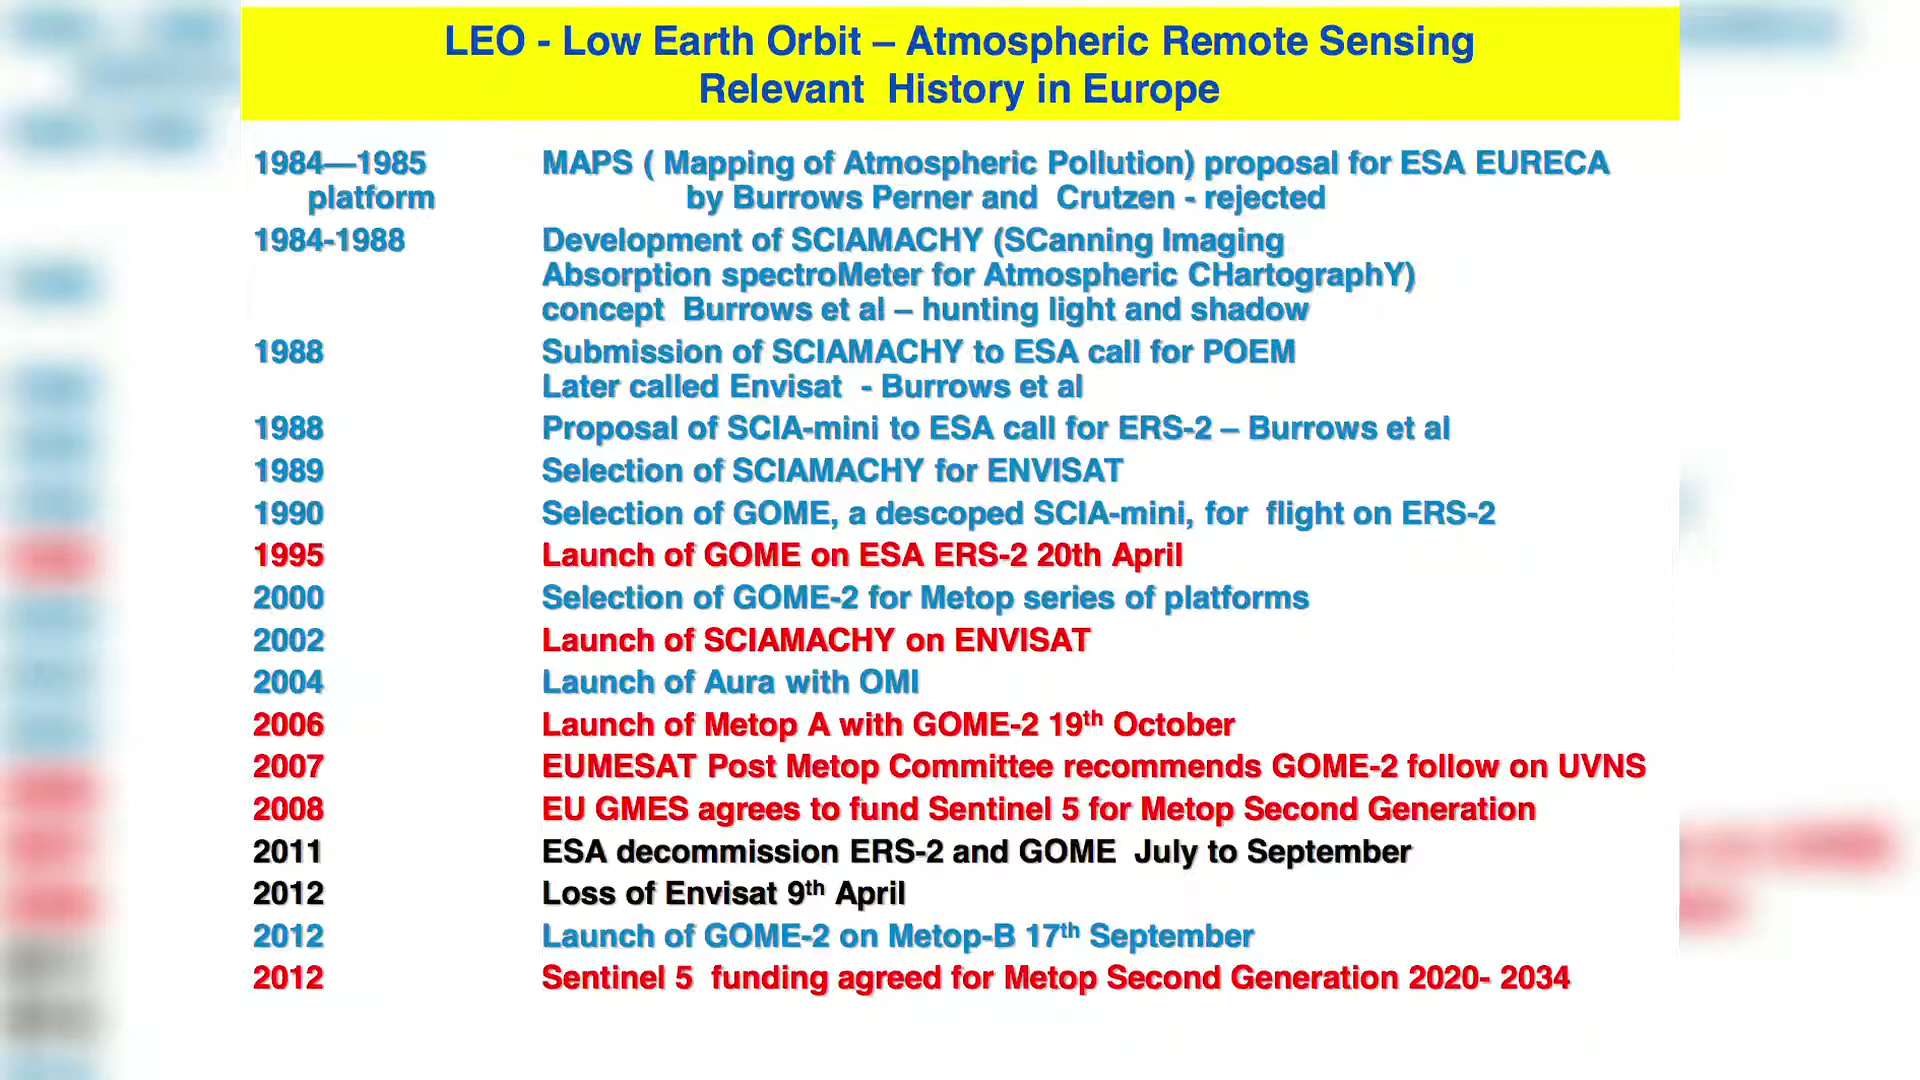 LEO - Low Earth Orbit – Atmospheric Remote Sensing
Relevant History in Europe
1984—1985 MAPS ( Mapping of Atmospheric Pollution) proposal for ESA EURECA
platform by Burrows Perner and Crutzen - rejected
1984-1988 Development of SCIAMACHY (SCanning Imaging
Absorption spectroMeter for Atmospheric CHartographY)
concept Burrows et al – hunting light and shadow
1988 Submission of SCIAMACHY to ESA call for POEM
Later called Envisat - Burrows et al
1988 Proposal of SCIA-mini to ESA call for ERS-2 – Burrows et al
1989 Selection of SCIAMACHY for ENVISAT
1990 Selection of GOME, a descoped SCIA-mini, for flight on ERS-2
1995 Launch of GOME on ESA ERS-2 20th April
2000 Selection of GOME-2 for Metop series of platforms
2002 Launch of SCIAMACHY on ENVISAT
2004 Launch of Aura with OMI
2006 Launch of Metop A with GOME-2 19th October
2007 EUMESAT Post Metop Committee recommends GOME-2 follow on UVNS
2008 EU GMES agrees to fund Sentinel 5 for Metop Second Generation
2011 ESA decommission ERS-2 and GOME July to September
2012 Loss of Envisat 9th April
2012 Launch of GOME-2 on Metop-B 17th September
2012 Sentinel 5 funding agreed for Metop Second Generation 2020- 2034